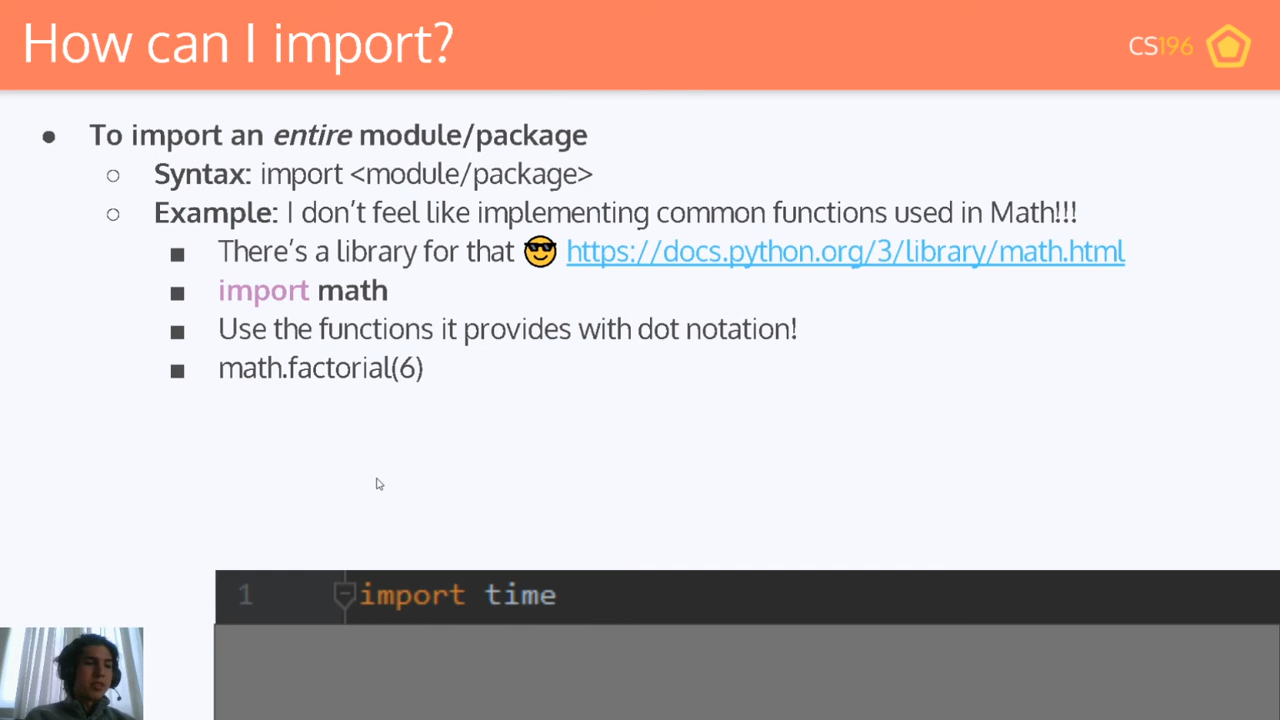 How can I import?
CS196
● To import an entire module/package
○ Syntax: import <module/package>
○ Example: I don’t feel like implementing common functions used in Math!!!
■ There’s a library for that 😎 https://docs.python.org/3/library/math.html
■ import math
■ Use the functions it provides with dot notation!
■ math.factorial(6)
1 import time